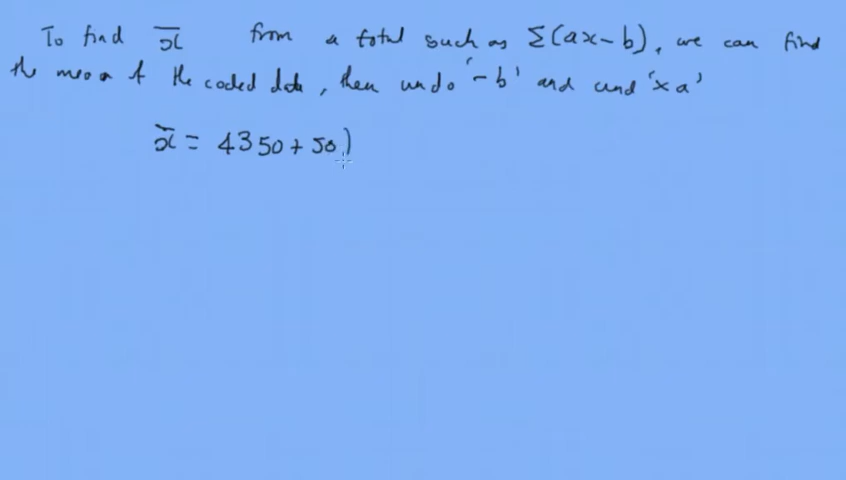 To find x̄ from a total such as Σ(ax-b), we can find
the mean of the coded data, then undo '-b' and und 'x a'
x̄ = 4350+50)